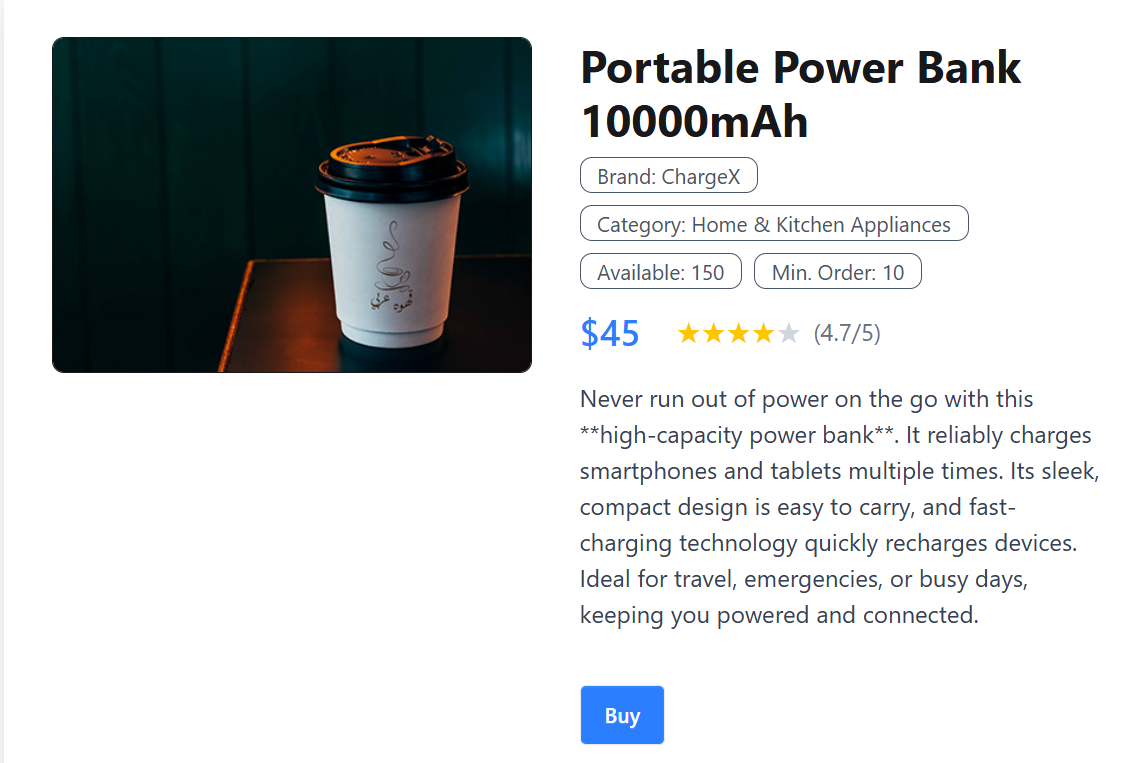 Portable Power Bank
10000mAh
Brand: ChargeX
Category: Home & Kitchen Appliances
Available: 150
Min. Order: 10
$45
(4.7/5)
Never run out of power on the go with this
**high-capacity power bank**. It reliably charges
smartphones and tablets multiple times. Its sleek,
compact design is easy to carry, and fast-
charging technology quickly recharges devices.
Ideal for travel, emergencies, or busy days,
keeping you powered and connected.
Buy